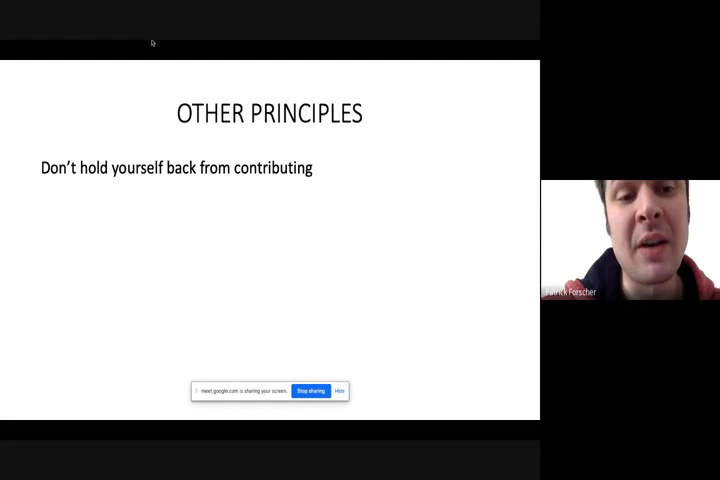 OTHER PRINCIPLES
Don't hold yourself back from contributing
meet.google.com is sharing your screen.
Stop sharing
Hide
Patrick Forscher